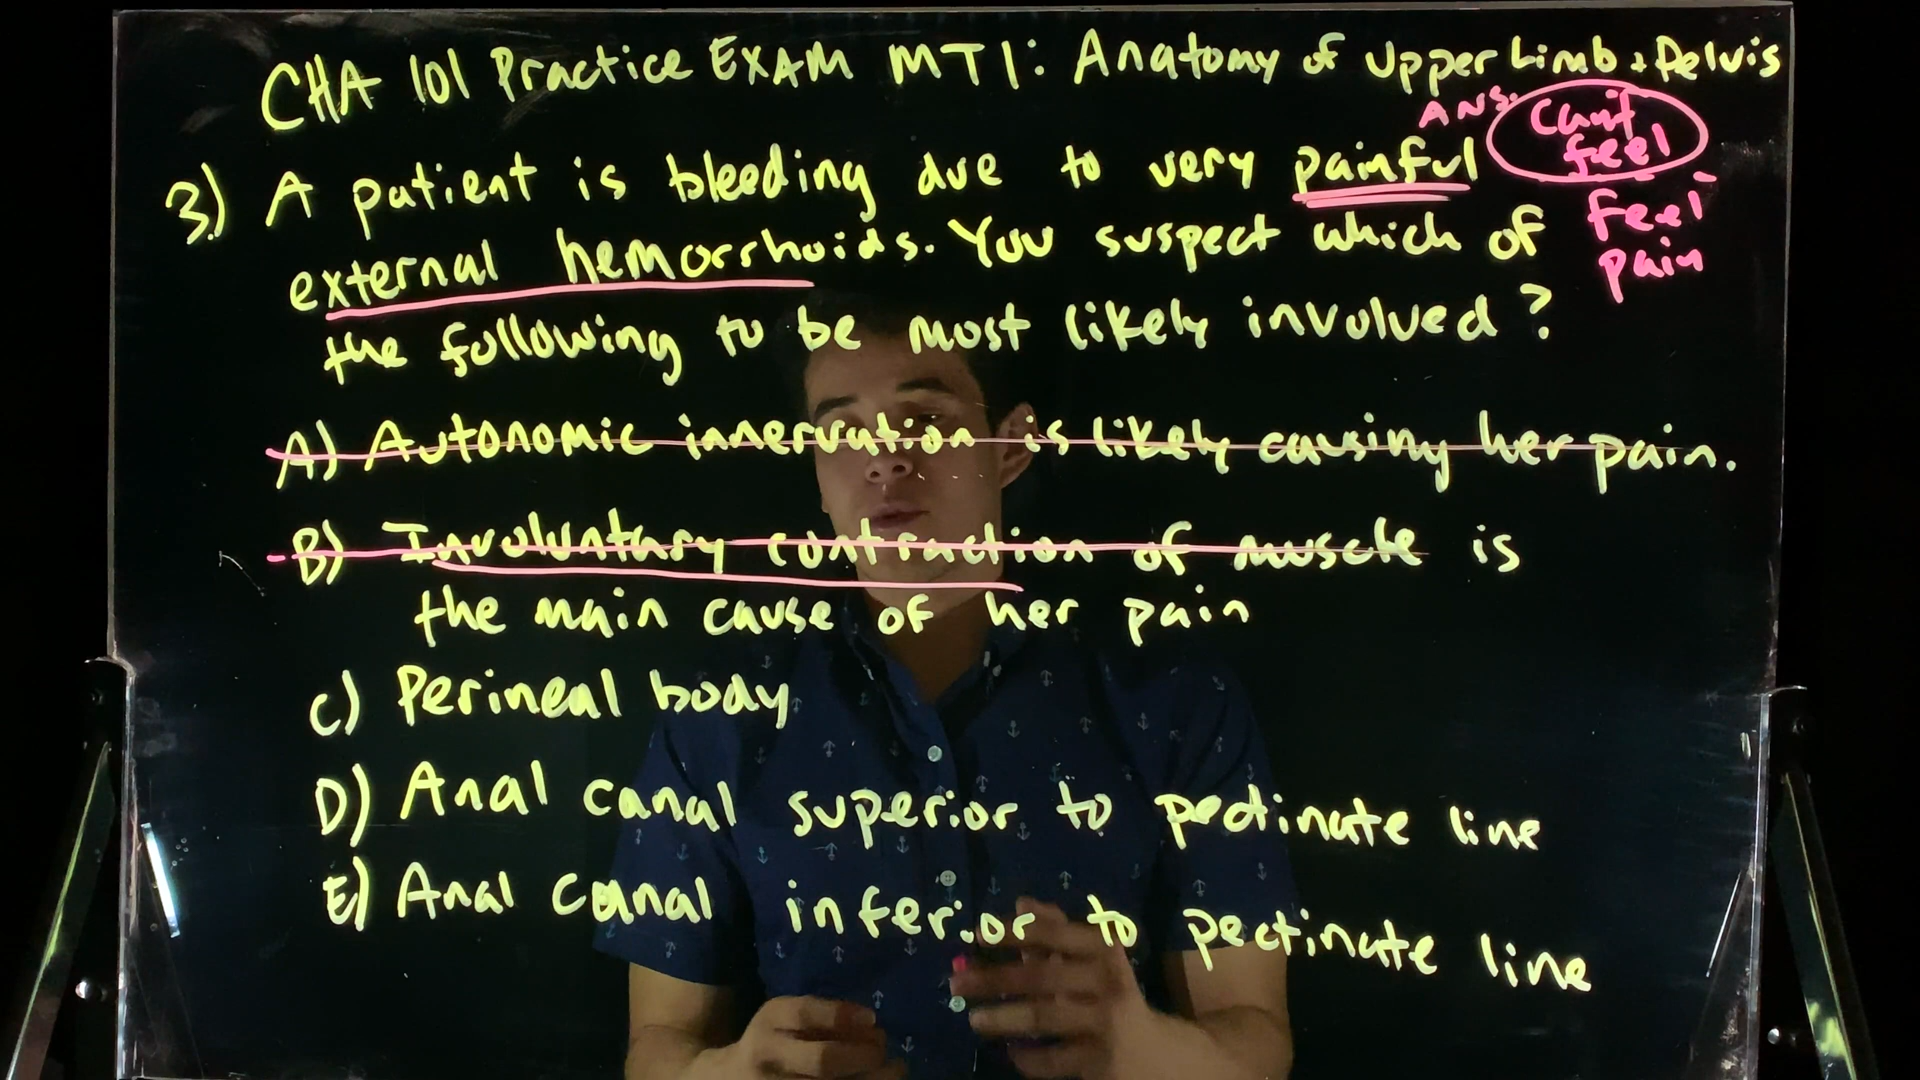 CHA 101 Practice EXAM MT1: Anatomy of Upper Limb + Pelvis
ANS. can't feel
3) A patient is bleeding due to very painful
feel pain
external hemorrhoids. You suspect which of
the following to be most likely involved?
A) Autonomic innervation is likely causing her pain.
B) Involuntary contraction of muscle is
the main cause of her pain
C) Perineal body
D) Anal canal superior to pectinate line
E) Anal canal inferior to pectinate line